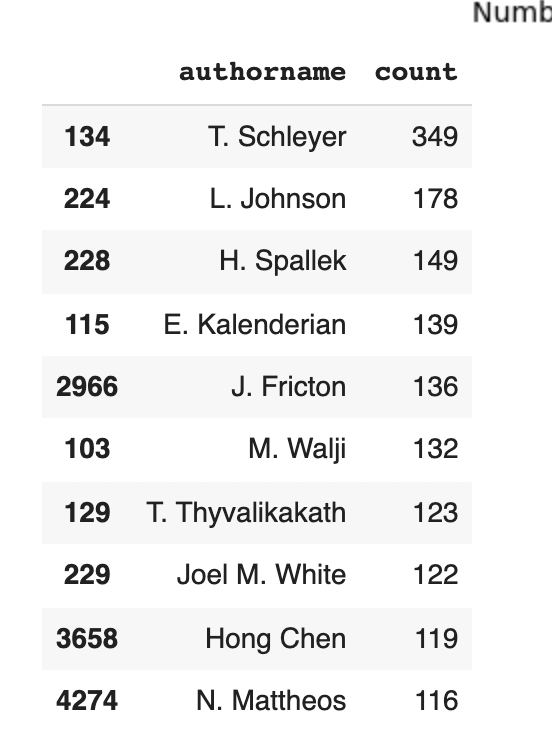 Numb
authorname count
134 T. Schleyer 349
224 L. Johnson 178
228 H. Spallek 149
115 E. Kalenderian 139
2966 J. Fricton 136
103 M. Walji 132
129 T. Thyvalikakath 123
229 Joel M. White 122
3658 Hong Chen 119
4274 N. Mattheos 116